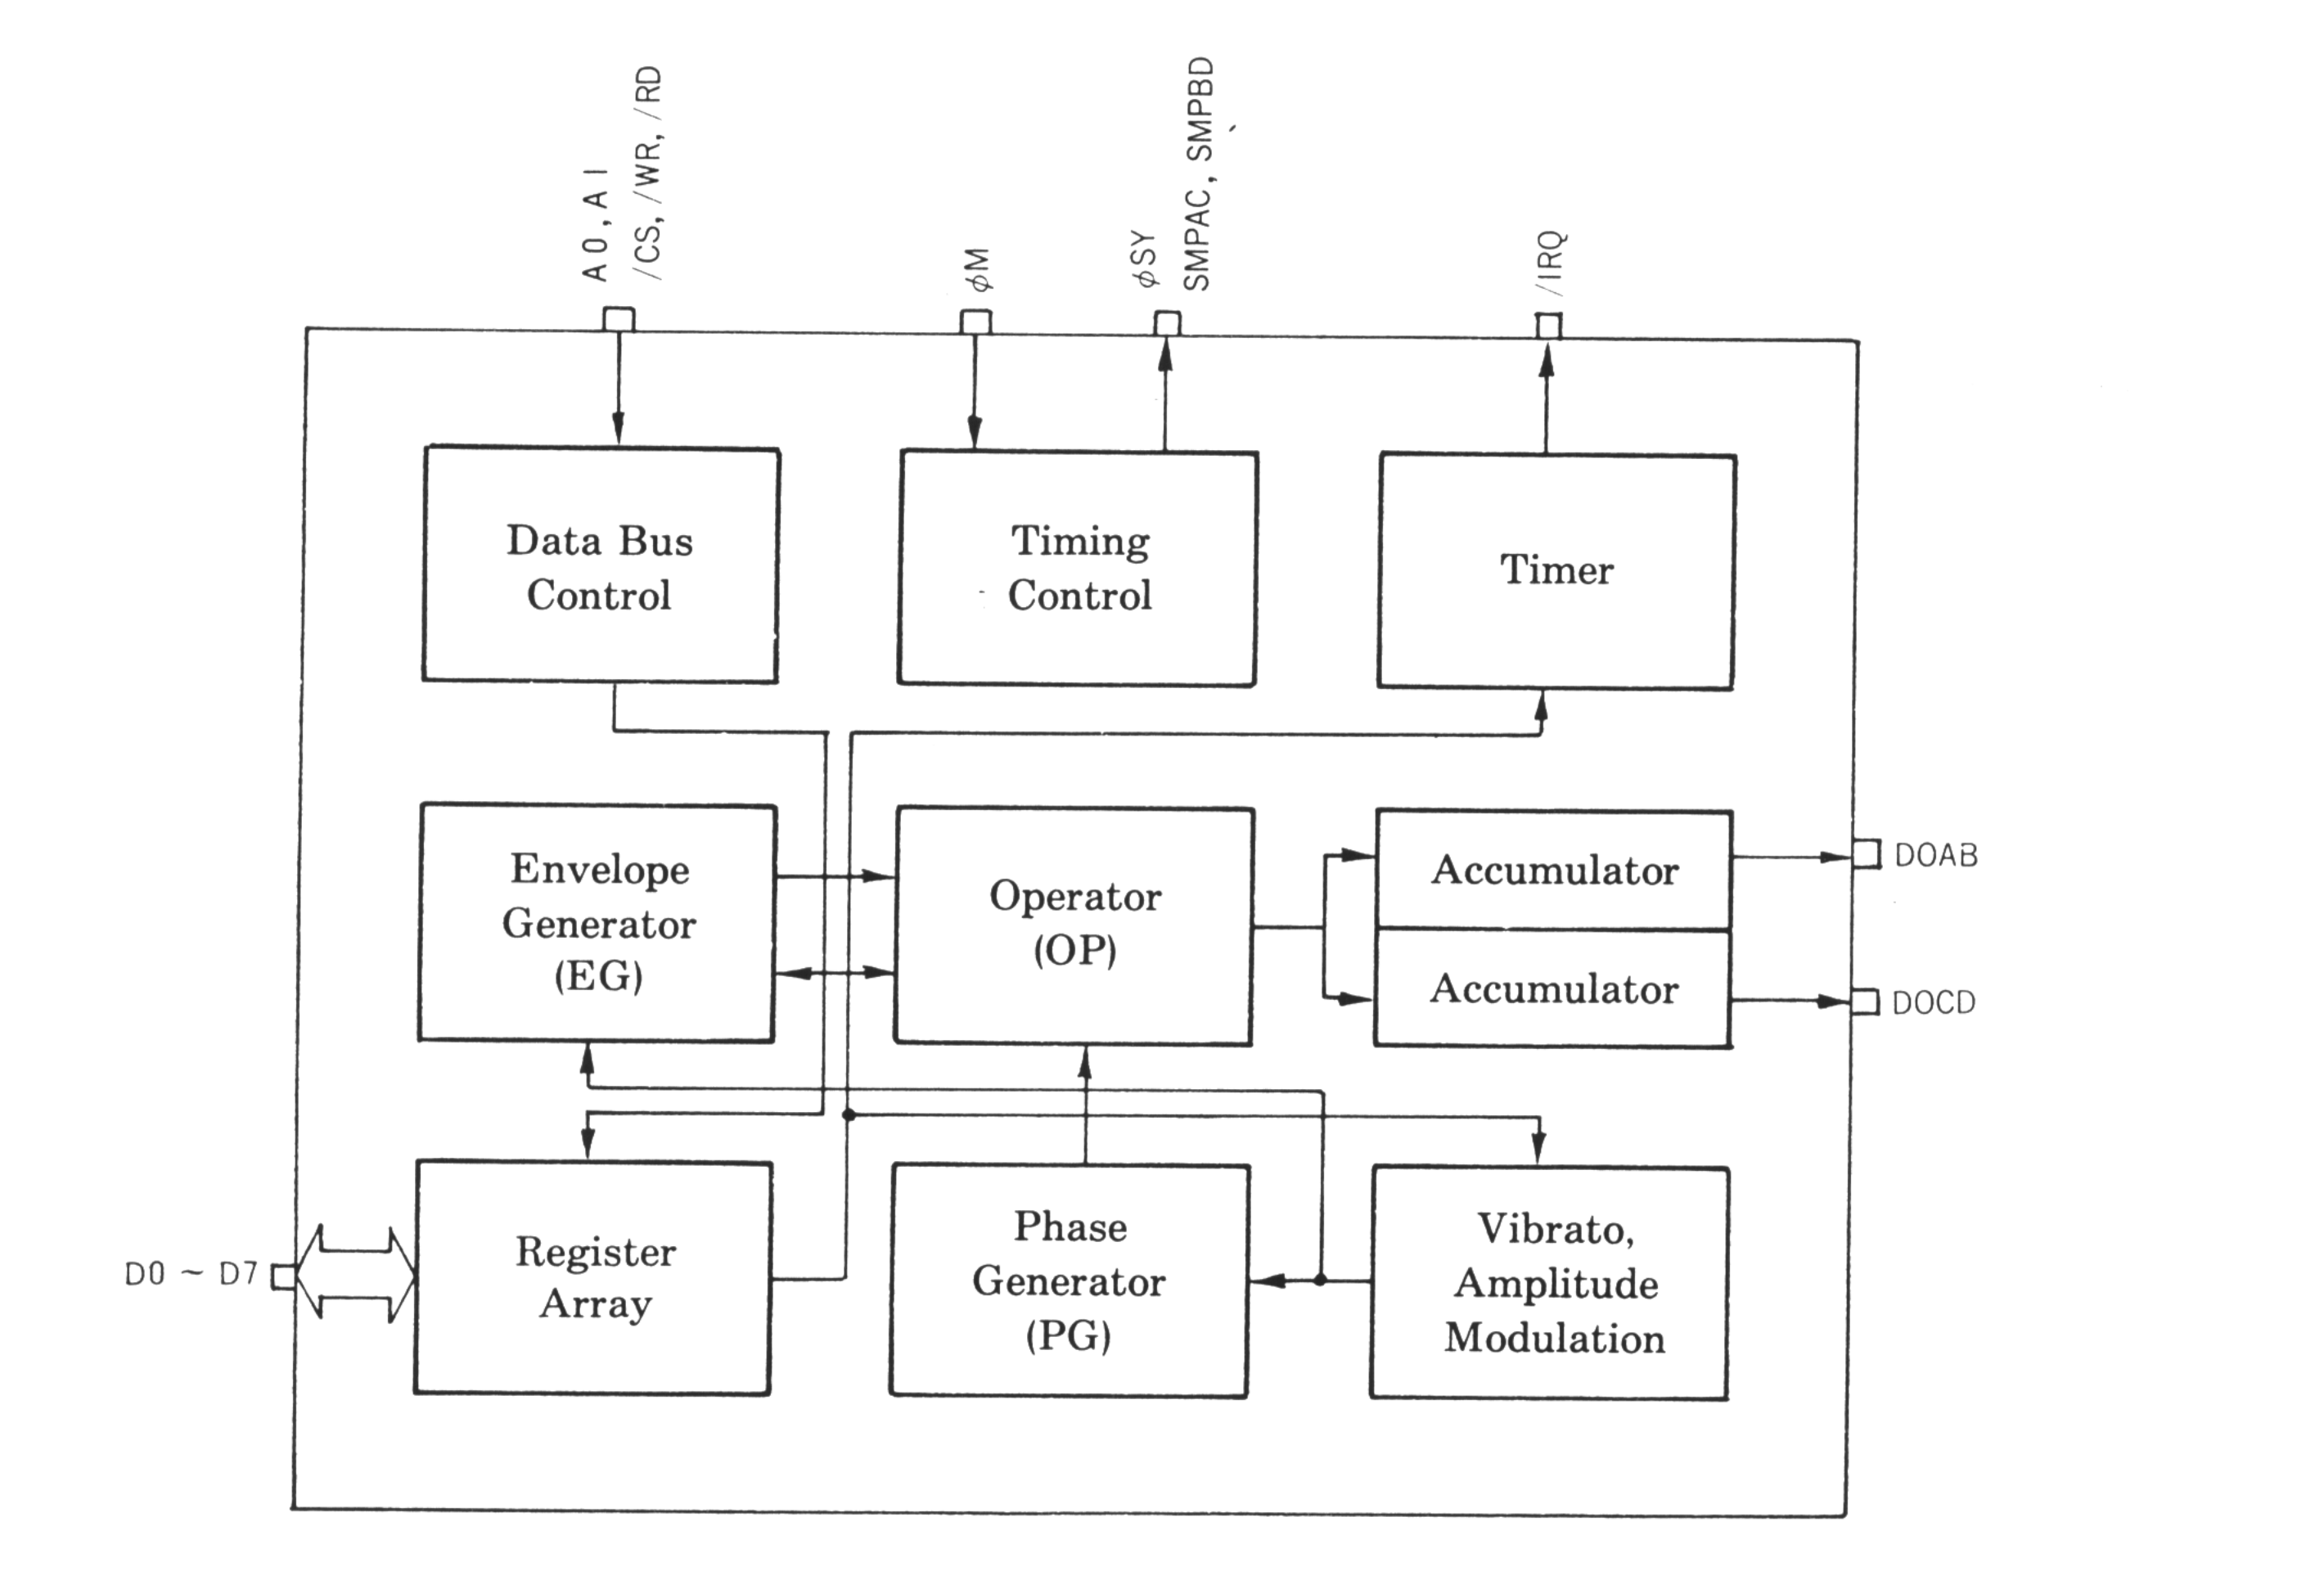 A0, A1
/CS, /WR, /RD
φM
φSY
SMPAC, SMPBD
/IRQ
Data Bus
Control
Timing
Control
Timer
Envelope
Generator
(EG)
Operator
(OP)
Accumulator
Accumulator
DOAB
DOCD
D0 ~ D7
Register
Array
Phase
Generator
(PG)
Vibrato,
Amplitude
Modulation